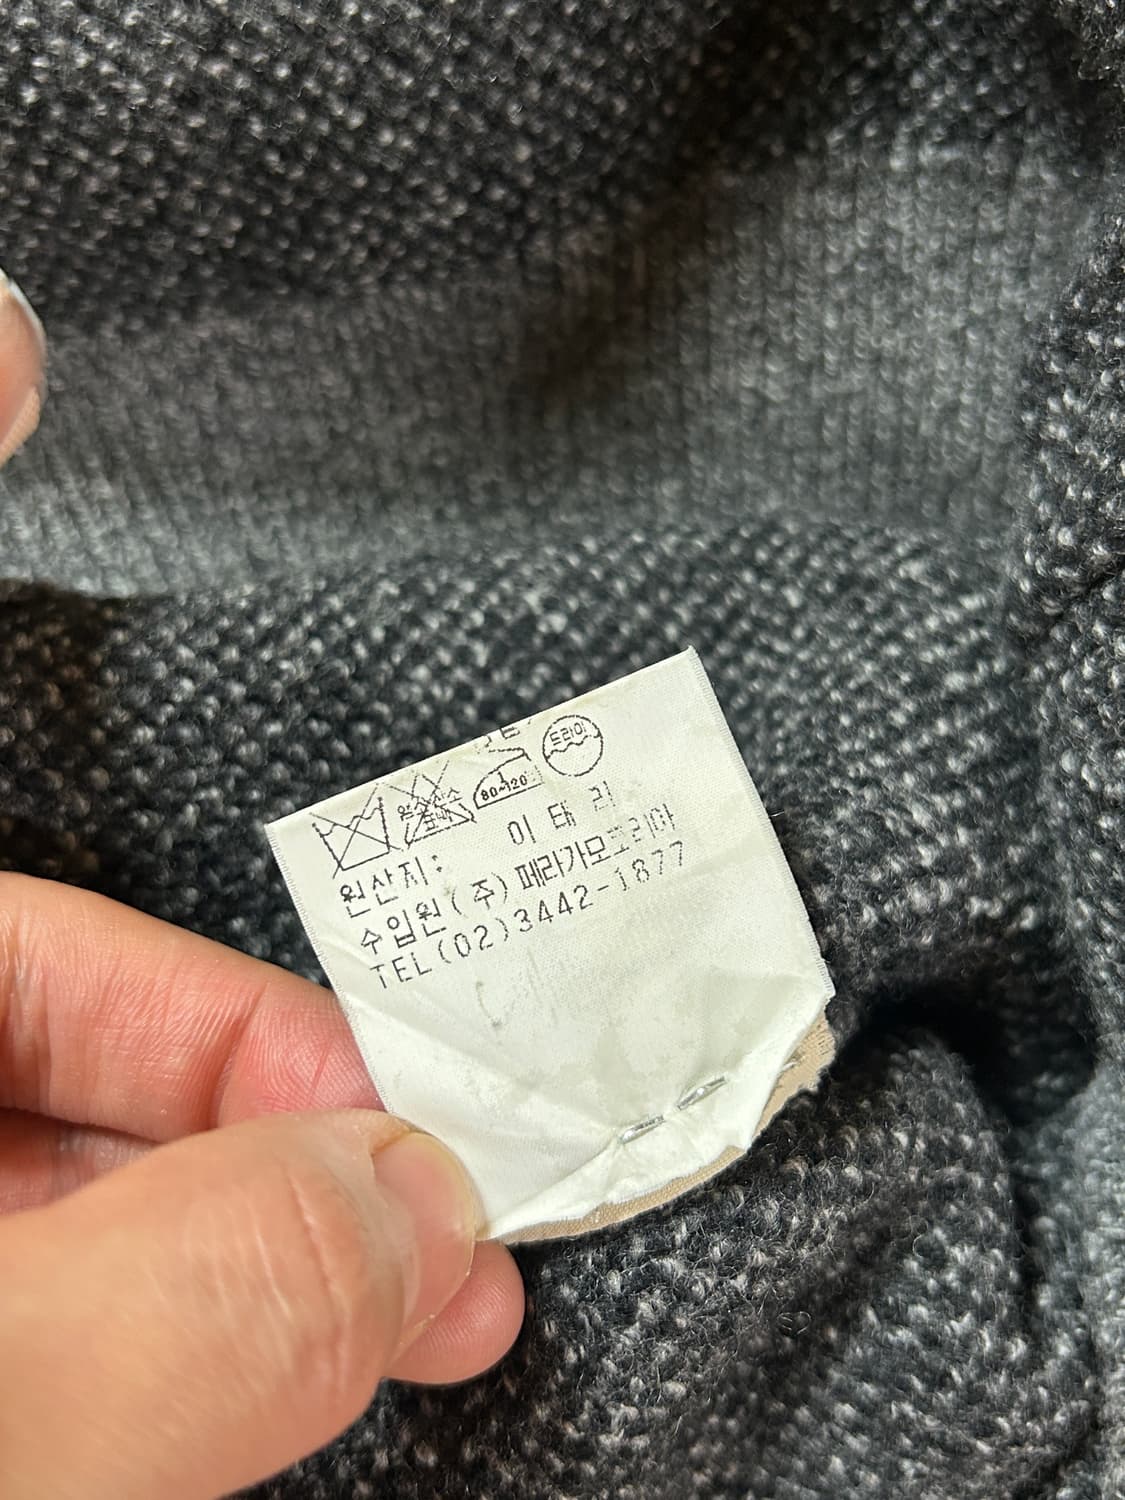 드라이
80~120°
원산지: 이 태 리
수입원(주)페라가모코리아
TEL(02)3442-1877